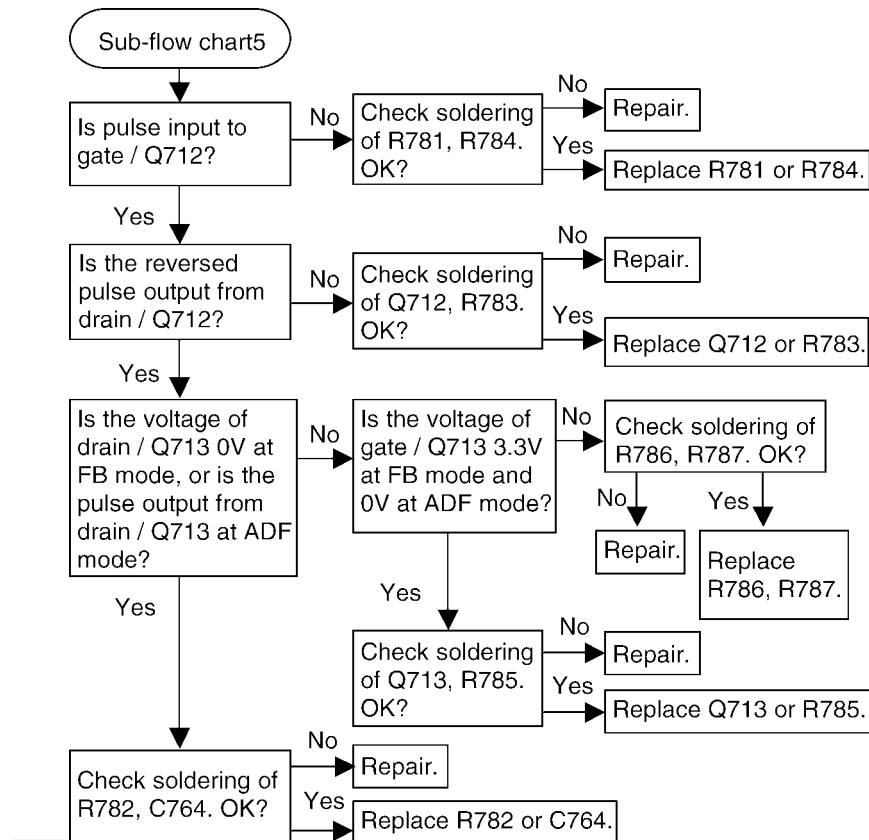 Sub-flow chart5
Is pulse input to
gate / Q712?
No
Check soldering
of R781, R784.
OK?
No
Repair.
Yes
Replace R781 or R784.
Yes
Is the reversed
pulse output from
drain / Q712?
No
Check soldering
of Q712, R783.
OK?
No
Repair.
Yes
Replace Q712 or R783.
Yes
Is the voltage of
drain / Q713 0V at
FB mode, or is the
pulse output from
drain / Q713 at ADF
mode?
No
Is the voltage of
gate / Q713 3.3V
at FB mode and
0V at ADF mode?
No
Check soldering of
R786, R787. OK?
No
Repair.
Yes
Replace
R786, R787.
Yes
Check soldering
of Q713, R785.
OK?
No
Repair.
Yes
Replace Q713 or R785.
Yes
Check soldering of
R782, C764. OK?
No
Repair.
Yes
Replace R782 or C764.